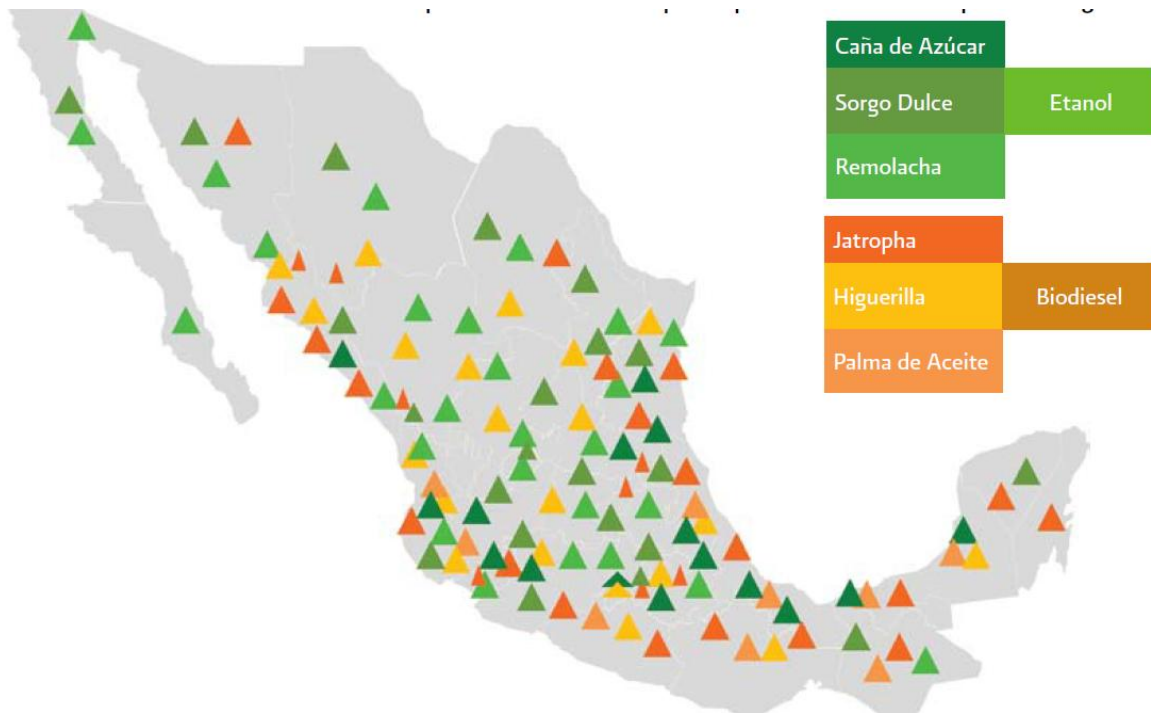 Caña de Azúcar
Sorgo Dulce
Etanol
Remolacha
Jatropha
Higuerilla
Biodiesel
Palma de Aceite